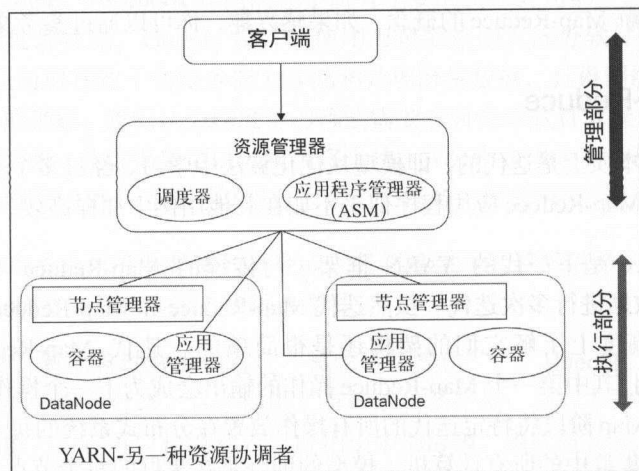 客户端
资源管理器
调度器
应用程序管理器
(ASM)
管理部分
节点管理器
容器
应用
管理器
DataNode
节点管理器
应用
管理器
容器
DataNode
执行部分
YARN-另一种资源协调者